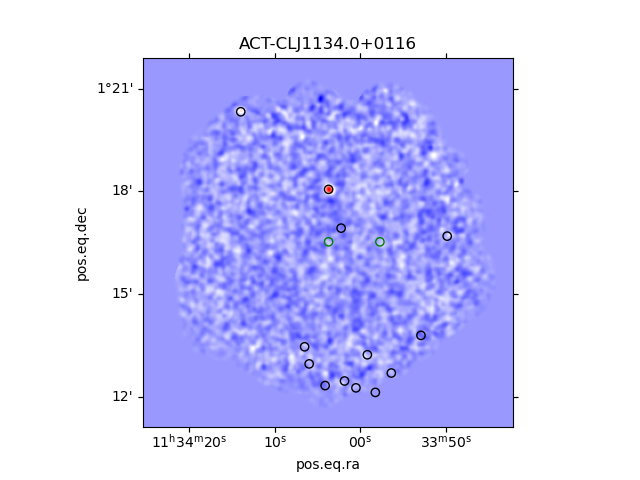 ACT-CLJ1134.0+0116
1°21'
18'
15'
12'
pos.eq.dec
11ʰ34ᵐ20ˢ 10ˢ 00ˢ 33ᵐ50ˢ
pos.eq.ra